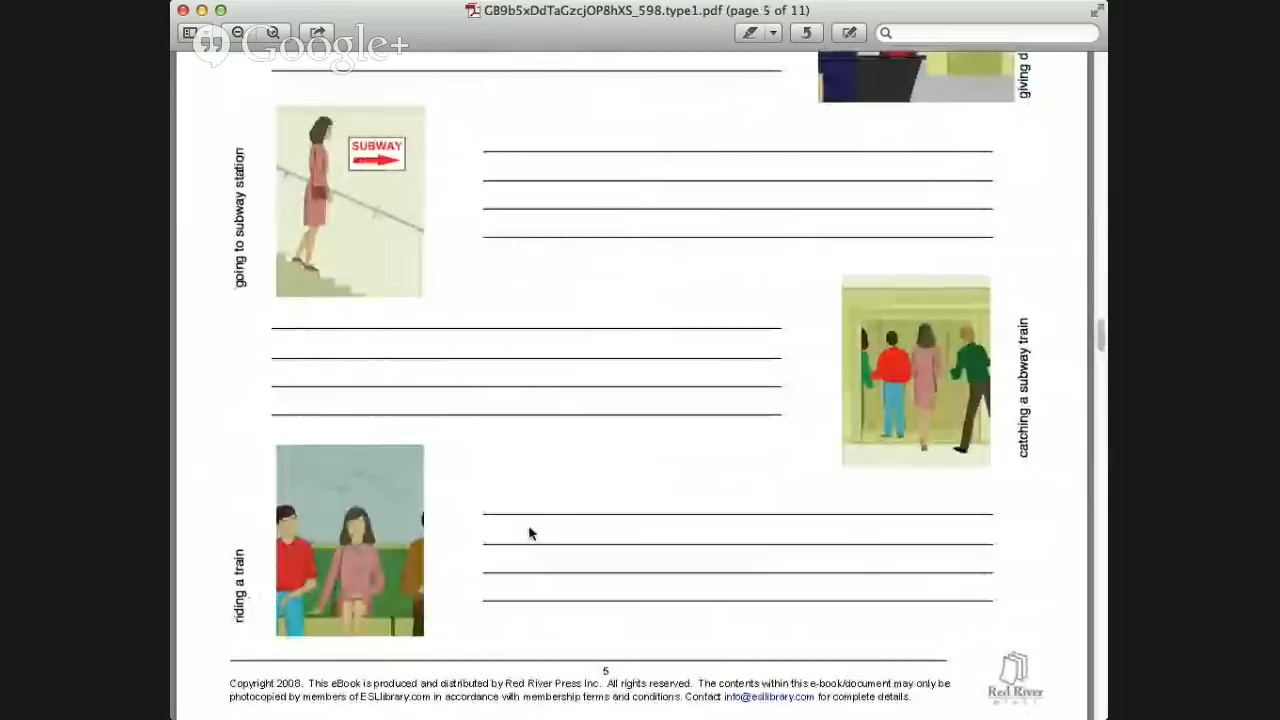 GB9b5xDdTaGzcjOP8hXS_598.type1.pdf (page 5 of 11)
Google+
giving
going to subway station
SUBWAY
catching a subway train
riding a train
5
Copyright 2008. This eBook is produced and distributed by Red River Press Inc. All rights reserved. The contents within this e-book/document may only be
photocopied by members of ESLlibrary.com in accordance with membership terms and conditions. Contact info@esllibrary.com for complete details.
Red River
press